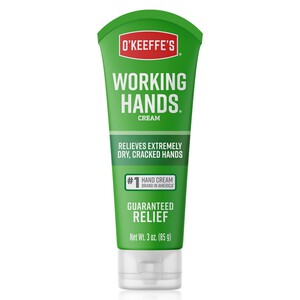 O'KEEFFE'S
WORKING
HANDS®
CREAM
RELIEVES EXTREMELY
DRY, CRACKED HANDS
#1 HAND CREAM
BRAND IN AMERICA†
GUARANTEED
RELIEF
Net Wt. 3 oz. (85 g)